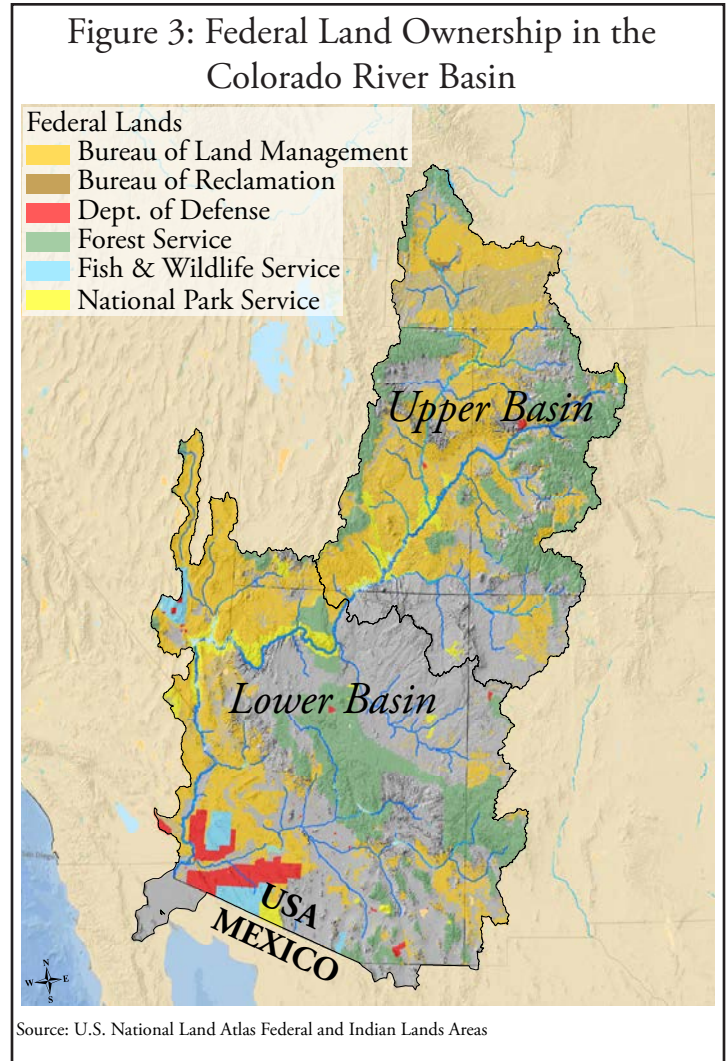 Figure 3: Federal Land Ownership in the
Colorado River Basin
Federal Lands
Bureau of Land Management
Bureau of Reclamation
Dept. of Defense
Forest Service
Fish & Wildlife Service
National Park Service
Upper Basin
Lower Basin
USA
MEXICO
N
W E
S
Source: U.S. National Land Atlas Federal and Indian Lands Areas